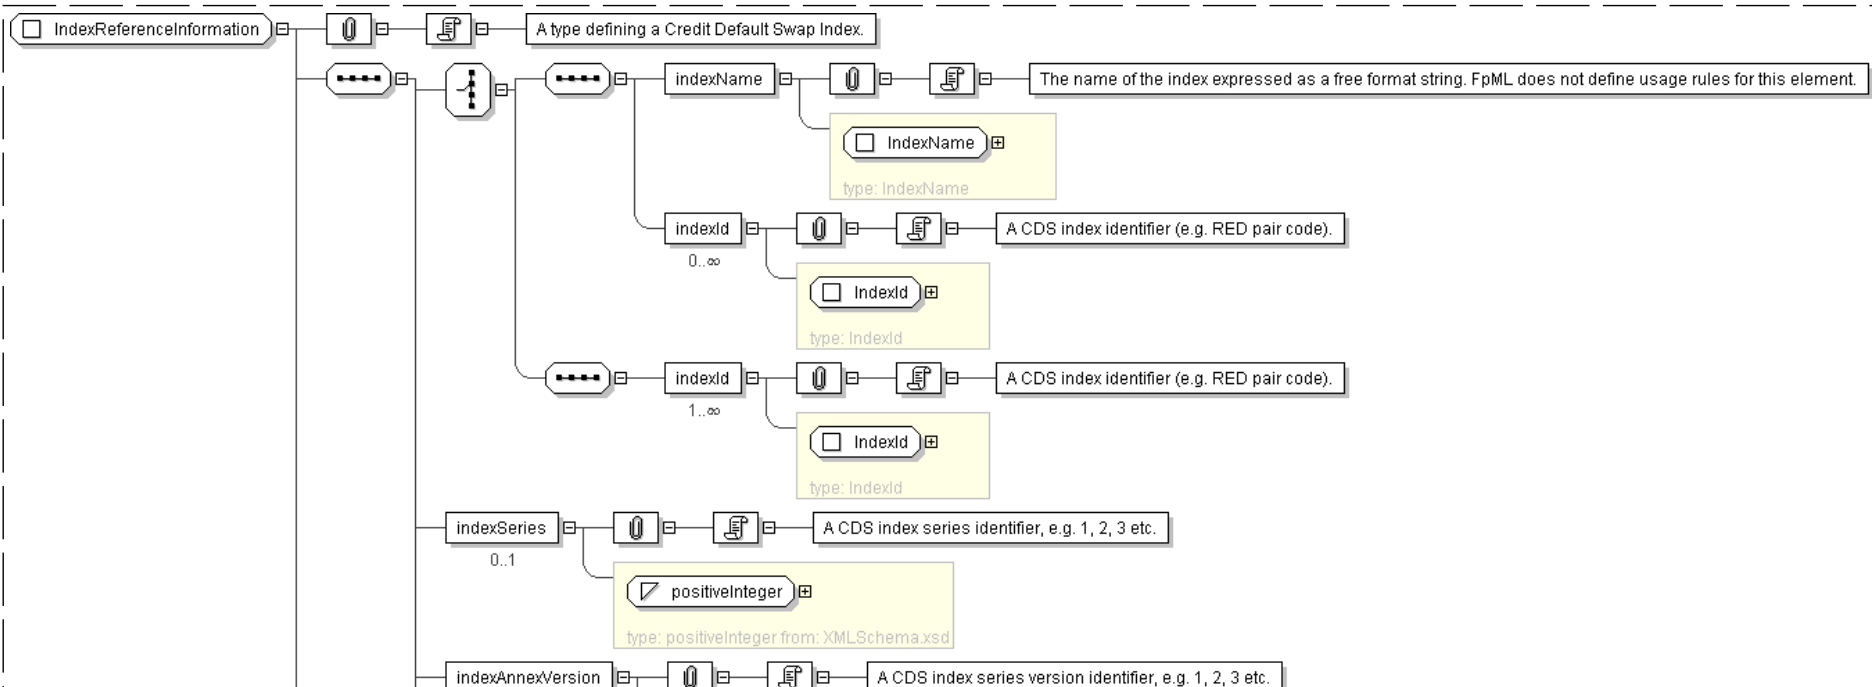 IndexReferenceInformation
A type defining a Credit Default Swap Index.
indexName
The name of the index expressed as a free format string. FpML does not define usage rules for this element.
IndexName
type: IndexName
indexId
A CDS index identifier (e.g. RED pair code).
0..∞
IndexId
type: IndexId
indexId
A CDS index identifier (e.g. RED pair code).
1..∞
IndexId
type: IndexId
indexSeries
A CDS index series identifier, e.g. 1, 2, 3 etc.
0..1
positiveInteger
type: positiveInteger from: XMLSchema.xsd
indexAnnexVersion
A CDS index series version identifier, e.g. 1, 2, 3 etc.